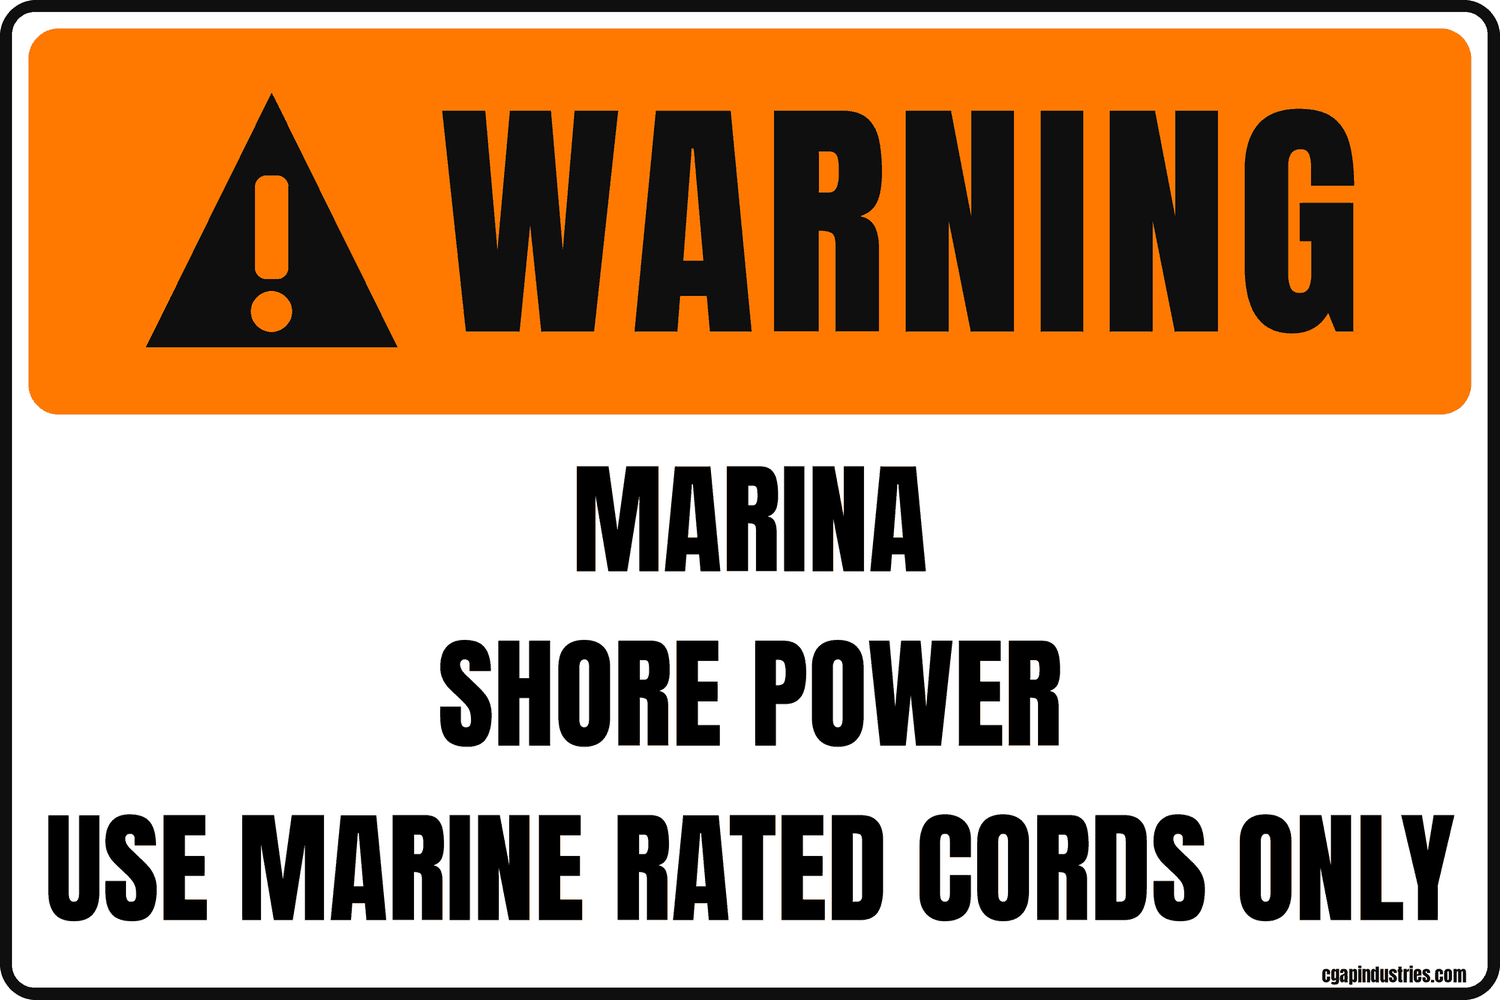 WARNING
MARINA
SHORE POWER
USE MARINE RATED CORDS ONLY
cgapindustries.com